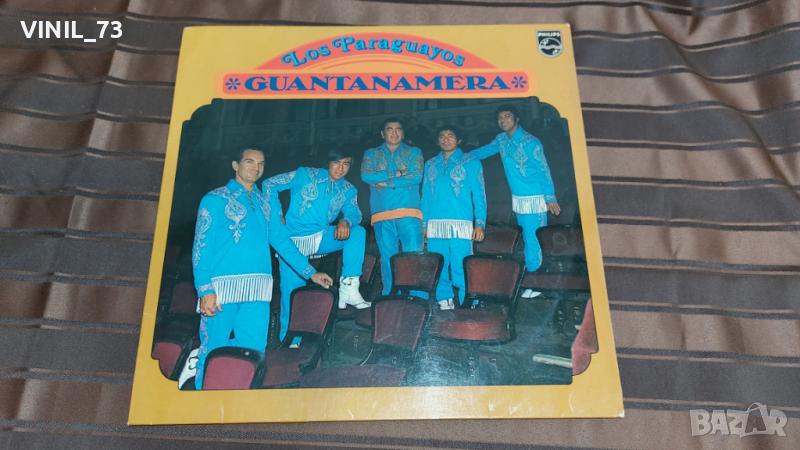 VINIL_73
PHILIPS
Los Paraguayos
*GUANTANAMERA*
BAZAR